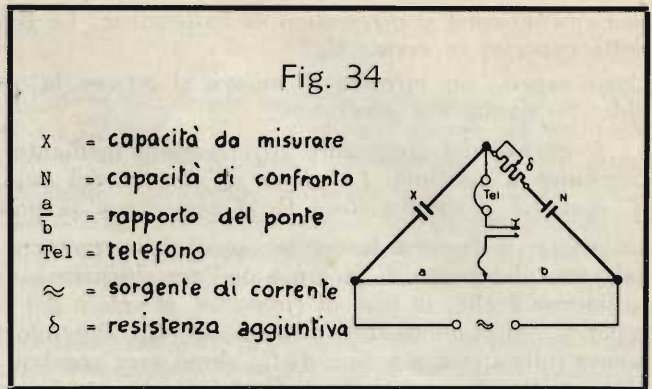 Fig. 34
X = capacità da misurare
N = capacità di confronto
a
b = rapporto del ponte
Tel = telefono
≈ = sorgente di corrente
δ = resistenza aggiuntiva
δ
X
Tel
N
a
b
≈